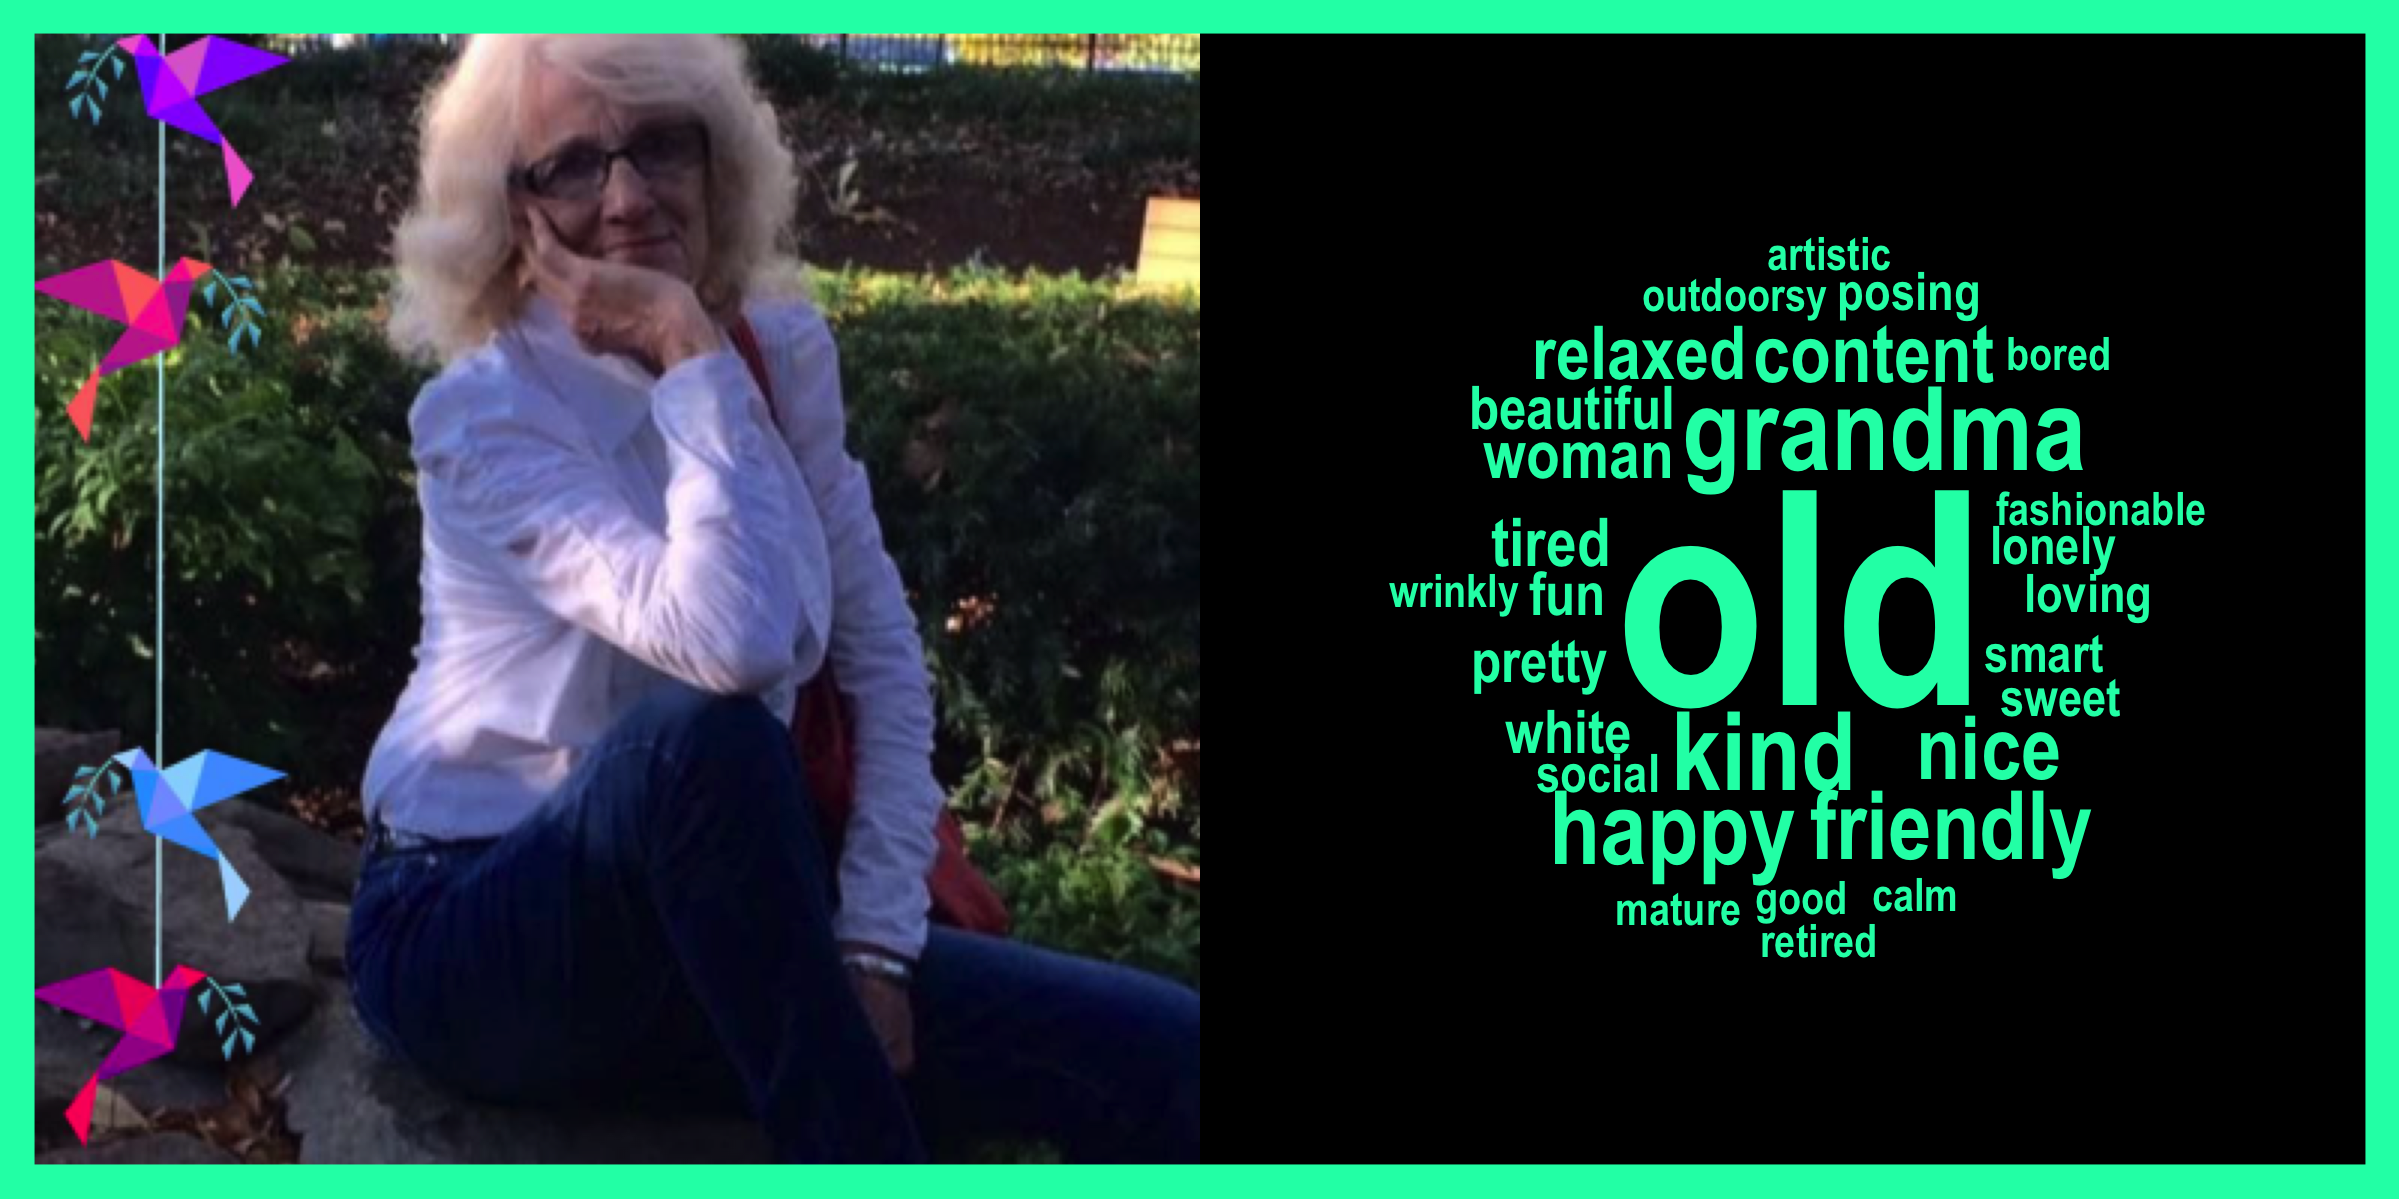 artistic
outdoorsy posing
relaxed content bored
beautiful grandma
woman
fashionable
tired old lonely
wrinkly fun loving
pretty smart
sweet
white kind nice
social
happy friendly
mature good calm
retired